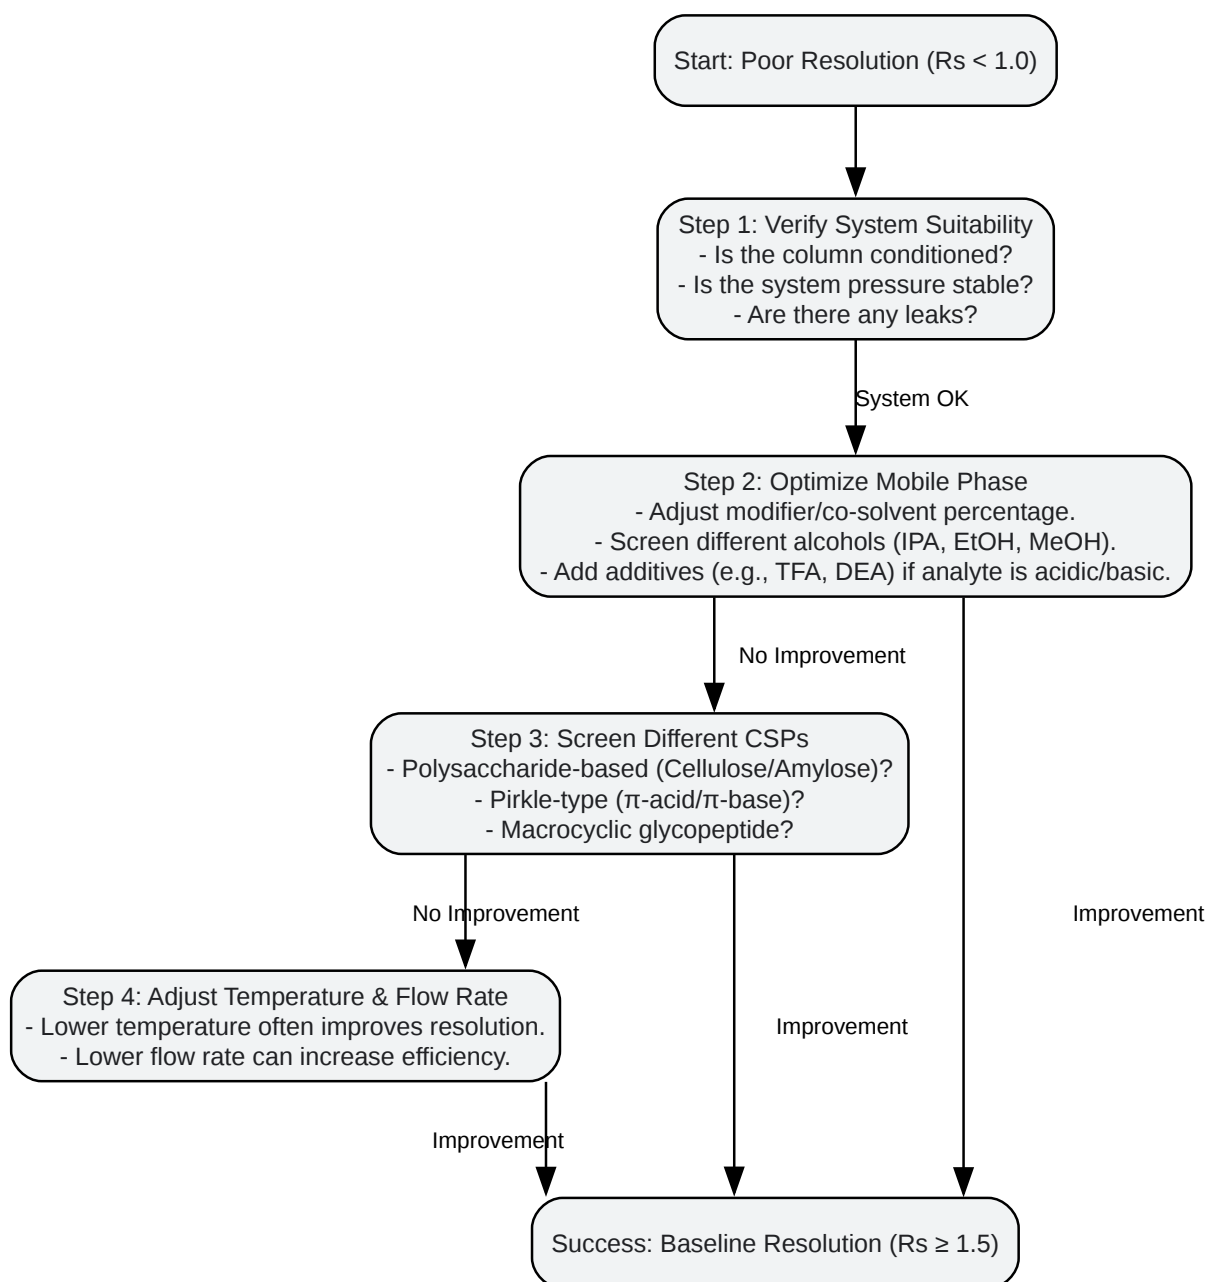 Start: Poor Resolution (Rs < 1.0)
Step 1: Verify System Suitability
- Is the column conditioned?
- Is the system pressure stable?
- Are there any leaks?
System OK
Step 2: Optimize Mobile Phase
- Adjust modifier/co-solvent percentage.
- Screen different alcohols (IPA, EtOH, MeOH).
- Add additives (e.g., TFA, DEA) if analyte is acidic/basic.
No Improvement
Step 3: Screen Different CSPs
- Polysaccharide-based (Cellulose/Amylose)?
- Pirkle-type (π-acid/π-base)?
- Macrocyclic glycopeptide?
No Improvement
Improvement
Step 4: Adjust Temperature & Flow Rate
- Lower temperature often improves resolution.
- Lower flow rate can increase efficiency.
Improvement
Improvement
Success: Baseline Resolution (Rs ≥ 1.5)